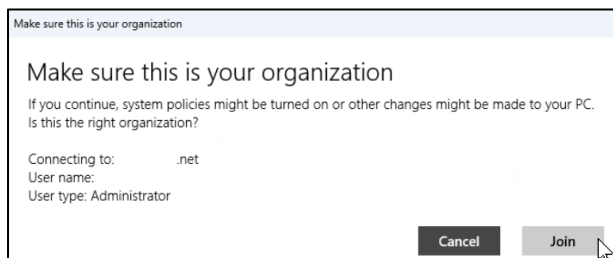 Make sure this is your organization
Make sure this is your organization
If you continue, system policies might be turned on or other changes might be made to your PC.
Is this the right organization?
Connecting to: .net
User name:
User type: Administrator
Cancel Join